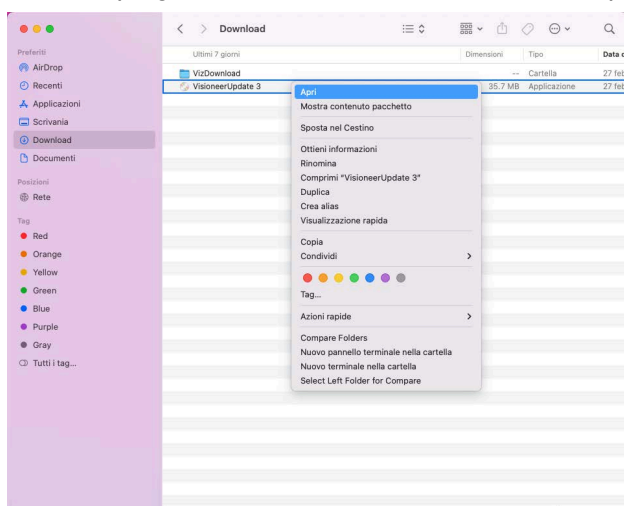 Download
Preferiti
AirDrop
Recenti
Applicazioni
Scrivania
Download
Documenti
Posizioni
Rete
Tag
Red
Orange
Yellow
Green
Blue
Purple
Gray
Tutti i tag...
Ultimi 7 giorni Dimensioni Tipo Data
VizDownload -- Cartella 27 feb
VisioneerUpdate 3 35.7 MB Applicazione 27 feb
Apri
Mostra contenuto pacchetto
Sposta nel Cestino
Ottieni informazioni
Rinomina
Comprimi "VisioneerUpdate 3"
Duplica
Crea alias
Visualizzazione rapida
Copia
Condividi
Tag...
Azioni rapide
Compare Folders
Nuovo pannello terminale nella cartella
Nuovo terminale nella cartella
Select Left Folder for Compare